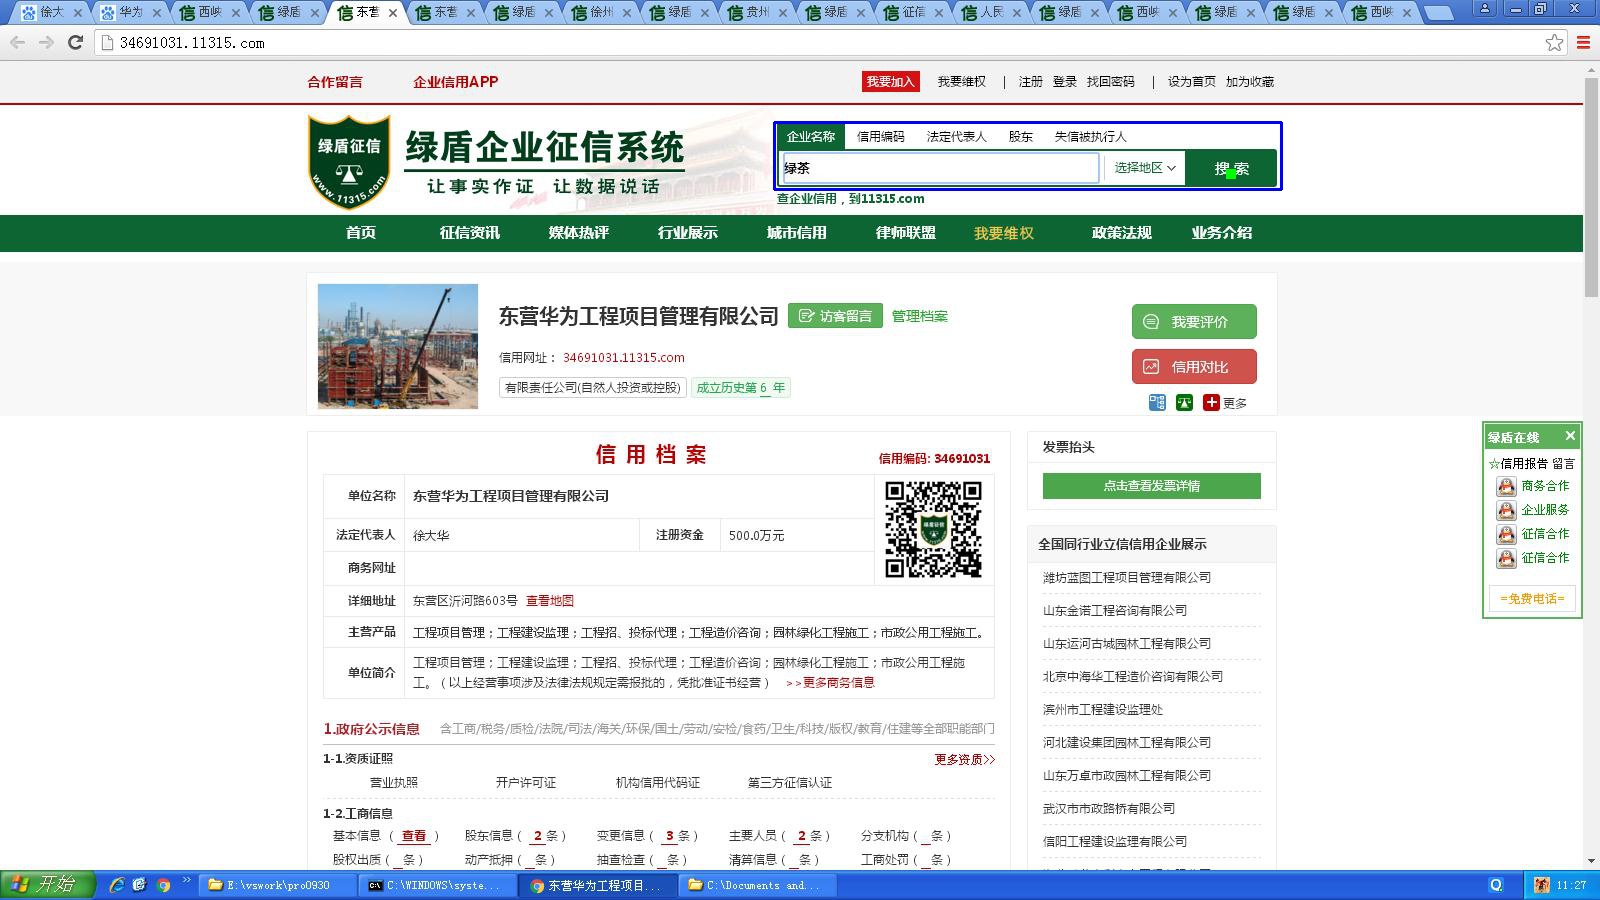 徐大
华为
西峡
绿盾
东营
东营
绿盾
徐州
绿盾
贵州
绿盾
征信
人民
绿盾
西峡
绿盾
绿盾
西峡
34691031.11315.com
合作留言 企业信用APP 我要加入 我要维权 | 注册 登录 找回密码 | 设为首页 加为收藏
绿盾征信
www.11315.com
绿盾企业征信系统
让事实作证 让数据说话
企业名称 信用编码 法定代表人 股东 失信被执行人
绿茶 选择地区 搜索
查企业信用，到11315.com
首页 征信资讯 媒体热评 行业展示 城市信用 律师联盟 我要维权 政策法规 业务介绍
东营华为工程项目管理有限公司 访客留言 管理档案
信用网址： 34691031.11315.com
有限责任公司(自然人投资或控股) 成立历史第 6 年
我要评价
信用对比
更多
信用档案 信用编码: 34691031
单位名称 东营华为工程项目管理有限公司
法定代表人 徐大华 注册资金 500.0万元
商务网址
详细地址 东营区沂河路603号 查看地图
主营产品 工程项目管理；工程建设监理；工程招、投标代理；工程造价咨询；园林绿化工程施工；市政公用工程施工。
单位简介 工程项目管理；工程建设监理；工程招、投标代理；工程造价咨询；园林绿化工程施工；市政公用工程施
工。（以上经营事项涉及法律法规规定需报批的，凭批准证书经营） >>更多商务信息
1.政府公示信息 含工商/税务/质检/法院/司法/海关/环保/国土/劳动/安检/食药/卫生/科技/版权/教育/住建等全部职能部门
1-1.资质证照 更多资质>>
营业执照 开户许可证 机构信用代码证 第三方征信认证
1-2.工商信息
基本信息（ 查看 ） 股东信息（ 2 条） 变更信息（ 3 条） 主要人员（ 2 条） 分支机构（ 条）
股权出质（ 条） 动产抵押（ 条） 抽查检查（ 条） 清算信息（ 条） 工商处罚（ 条）
发票抬头
点击查看发票详情
全国同行业立信信用企业展示
潍坊蓝图工程项目管理有限公司
山东金诺工程咨询有限公司
山东运河古城园林工程有限公司
北京中海华工程造价咨询有限公司
滨州市工程建设监理处
河北建设集团园林工程有限公司
山东万卓市政园林工程有限公司
武汉市市政路桥有限公司
信阳工程建设监理有限公司
绿盾在线
☆信用报告 留言
商务合作
企业服务
征信合作
征信合作
=免费电话=
开始 E:\vswork\pro0930 C:\WINDOWS\syste... 东营华为工程项目... C:\Documents and... 11:27